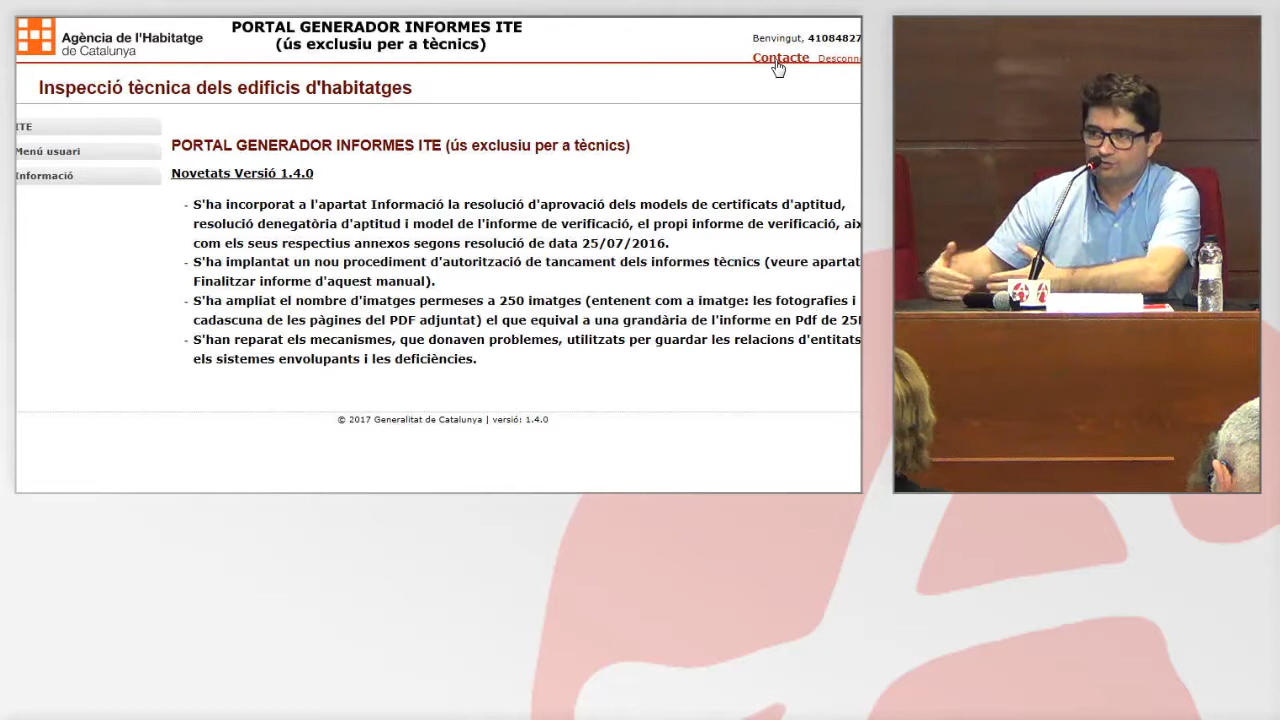 Agència de l'Habitatge
de Catalunya
PORTAL GENERADOR INFORMES ITE
(ús exclusiu per a tècnics)
Benvingut, 41084827
Contacte Desconn
Inspecció tècnica dels edificis d'habitatges
ITE
Menú usuari
Informació
PORTAL GENERADOR INFORMES ITE (ús exclusiu per a tècnics)
Novetats Versió 1.4.0
- S'ha incorporat a l'apartat Informació la resolució d'aprovació dels models de certificats d'aptitud,
resolució denegatòria d'aptitud i model de l'informe de verificació, el propi informe de verificació, aix
com els seus respectius annexos segons resolució de data 25/07/2016.
- S'ha implantat un nou procediment d'autorització de tancament dels informes tècnics (veure apartat
Finalitzar informe d'aquest manual).
- S'ha ampliat el nombre d'imatges permeses a 250 imatges (entenent com a imatge: les fotografies i
cadascuna de les pàgines del PDF adjuntat) el que equival a una grandària de l'informe en Pdf de
- S'han reparat els mecanismes, que donaven problemes, utilitzats per guardar les relacions d'entitats
els sistemes envolupants i les deficiències.
© 2017 Generalitat de Catalunya | versió: 1.4.0